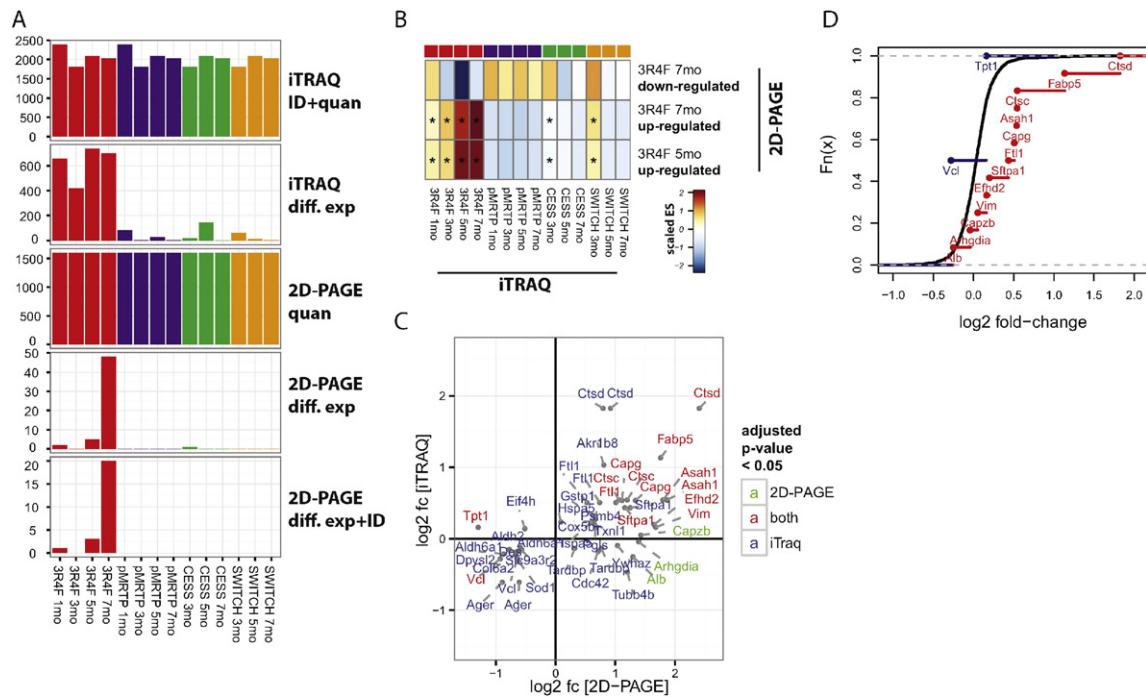 A
2500
2000
1500
1000
500
0
iTRAQ
ID+quan
600
400
200
0
iTRAQ
diff. exp
1500
1000
500
0
2D-PAGE
quan
50
40
30
20
10
0
2D-PAGE
diff. exp
20
15
10
5
0
2D-PAGE
diff. exp+ID
3R4F 1mo
3R4F 3mo
3R4F 5mo
3R4F 7mo
pMRTP 1mo
pMRTP 3mo
pMRTP 5mo
pMRTP 7mo
CESS 3mo
CESS 5mo
CESS 7mo
SWITCH 3mo
SWITCH 5mo
SWITCH 7mo
B
3R4F 7mo
down-regulated
* * * * * *
3R4F 7mo
up-regulated
* * * * * *
3R4F 5mo
up-regulated
2D-PAGE
3R4F 1mo
3R4F 3mo
3R4F 5mo
3R4F 7mo
pMRTP 1mo
pMRTP 3mo
pMRTP 5mo
pMRTP 7mo
CESS 3mo
CESS 5mo
CESS 7mo
SWITCH 3mo
SWITCH 5mo
SWITCH 7mo
iTRAQ
scaled ES
2
1
0
-1
-2
C
log2 fc [iTRAQ]
2
1
0
-1
Ctsd Ctsd Ctsd
Akr1b8 Fabp5
Ftl1 Capg
Ftl1 Ctsc Ctsc Asah1
Gstp1 Ftl1 Capg Asah1
Eif4h Hspa5 Sftpa1 Efhd2
Tpt1 Psmb4 Sftpa1 Vim
Cox5b Txnl1 Capzb
Aldh2
Aldh6a1 Aldh6a1 Hspa5 Pgls
Dpysl2 Slc9a3r2 Ywhaz Arhgdia
Col6a2 Tardbp Tardbp Alb
Vcl Vcl Sod1 Cdc42
Ager Ager Tubb4b
-1 0 1 2
log2 fc [2D-PAGE]
adjusted
p-value
< 0.05
a 2D-PAGE
a both
a iTraq
D
Fn(x)
1.0
0.8
0.6
0.4
0.2
0.0
Tpt1 Ctsd
Fabp5
Ctsc
Asah1
Capg
Ftl1
Vcl
Sftpa1
Efhd2
Vim
Capzb
Arhgdia
Alb
-1.0 -0.5 0.0 0.5 1.0 1.5 2.0
log2 fold-change